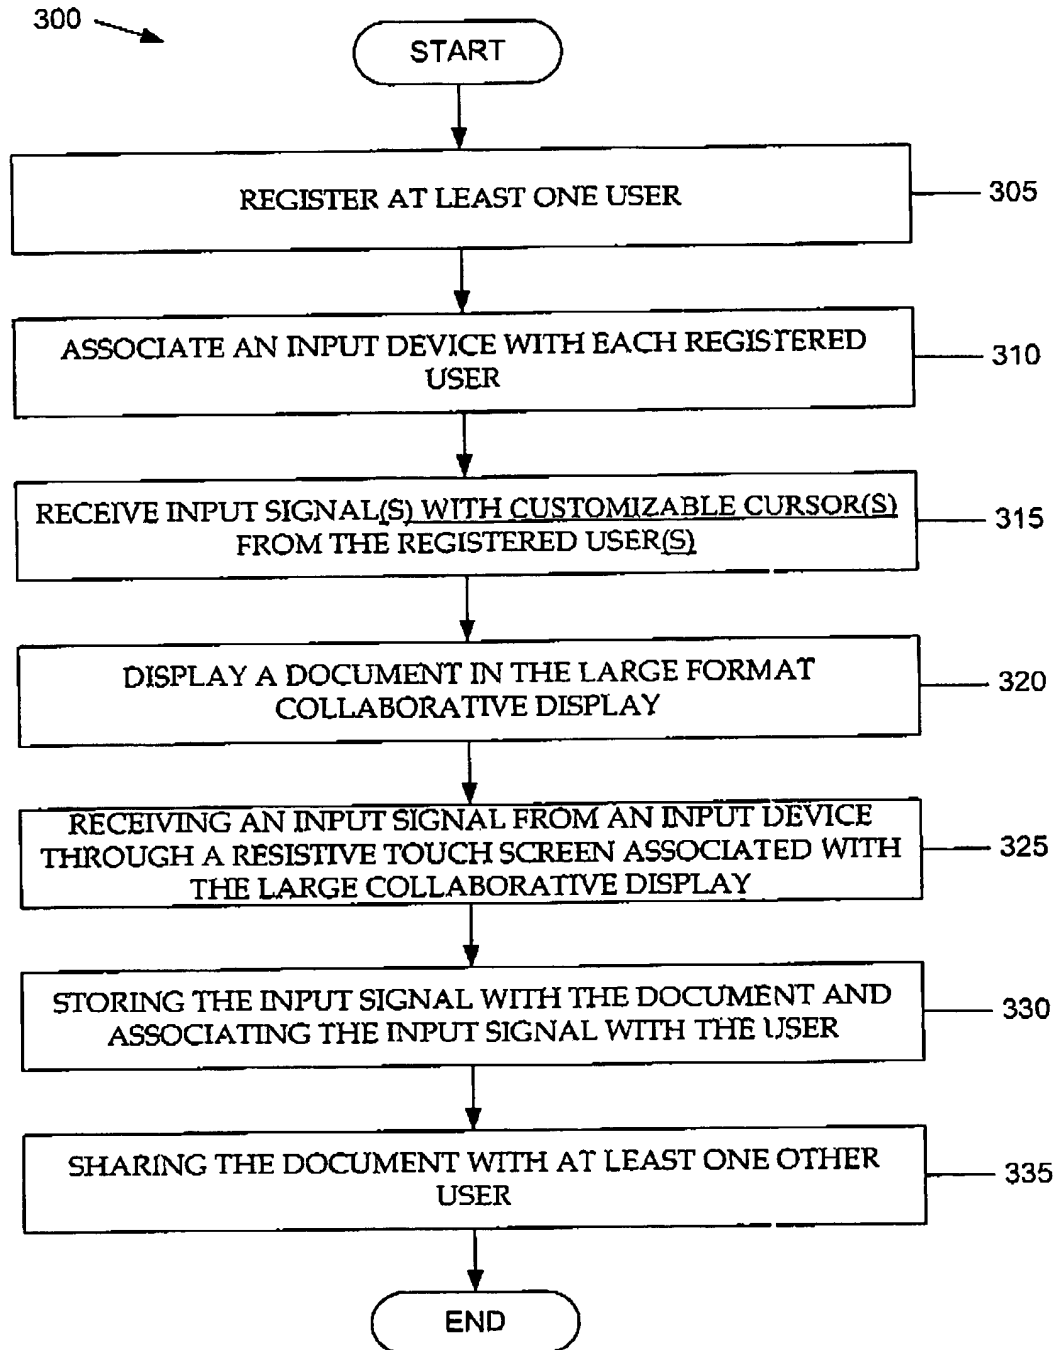 300
START
REGISTER AT LEAST ONE USER
305
ASSOCIATE AN INPUT DEVICE WITH EACH REGISTERED
USER
310
RECEIVE INPUT SIGNAL(S) WITH CUSTOMIZABLE CURSOR(S)
FROM THE REGISTERED USER(S)
315
DISPLAY A DOCUMENT IN THE LARGE FORMAT
COLLABORATIVE DISPLAY
320
RECEIVING AN INPUT SIGNAL FROM AN INPUT DEVICE
THROUGH A RESISTIVE TOUCH SCREEN ASSOCIATED WITH
THE LARGE COLLABORATIVE DISPLAY
325
STORING THE INPUT SIGNAL WITH THE DOCUMENT AND
ASSOCIATING THE INPUT SIGNAL WITH THE USER
330
SHARING THE DOCUMENT WITH AT LEAST ONE OTHER
USER
335
END